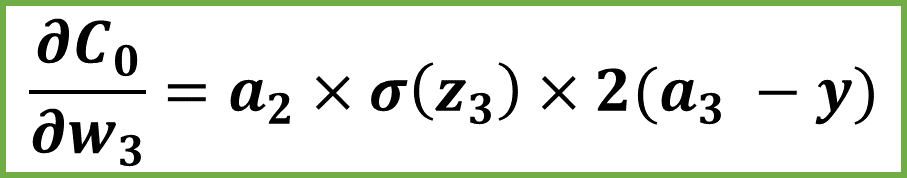 ∂C₀/∂w₃ = a₂ × σ(z₃) × 2(a₃ − y)